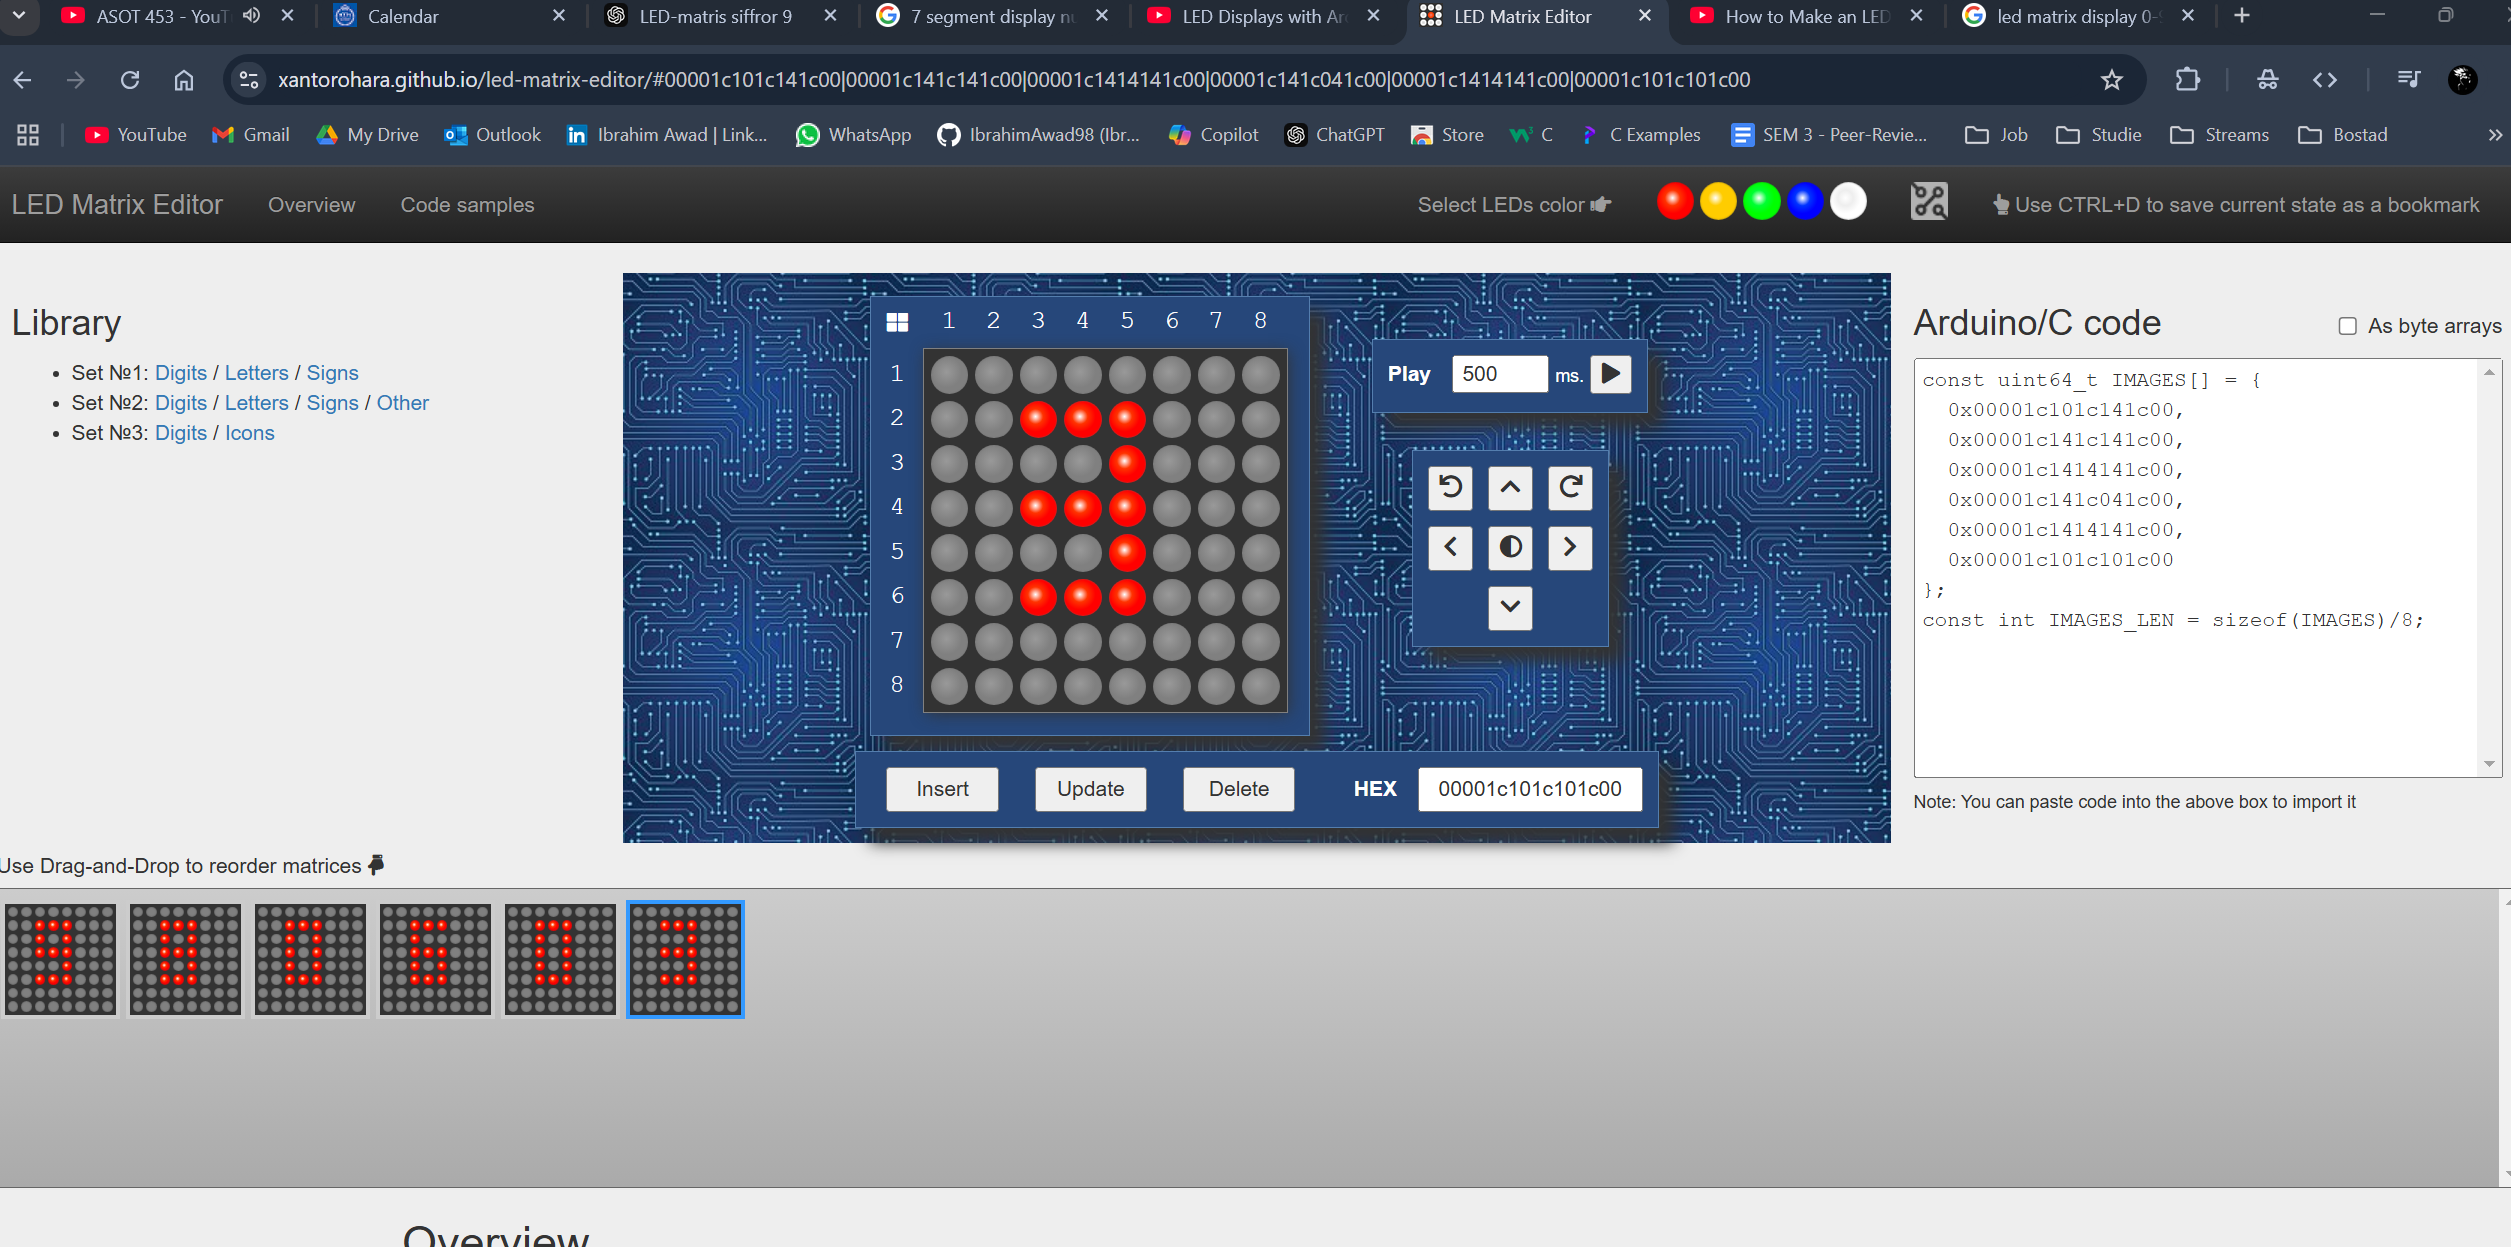 ASOT 453 - YouT
Calendar
LED-matris siffror 9
7 segment display nu
LED Displays with Ar
LED Matrix Editor
How to Make an LED
led matrix display 0-9
xantorohara.github.io/led-matrix-editor/#00001c101c141c00|00001c141c141c00|00001c1414141c00|00001c141c041c00|00001c1414141c00|00001c101c101c00
YouTube
Gmail
My Drive
Outlook
Ibrahim Awad | Link...
WhatsApp
IbrahimAwad98 (Ibr...
Copilot
ChatGPT
Store
C
C Examples
SEM 3 - Peer-Revie...
Job
Studie
Streams
Bostad
»
LED Matrix Editor
Overview
Code samples
Select LEDs color
Use CTRL+D to save current state as a bookmark
Library
• Set №1: Digits / Letters / Signs
• Set №2: Digits / Letters / Signs / Other
• Set №3: Digits / Icons
1 2 3 4 5 6 7 8
1
2
3
4
5
6
7
8
Play 500 ms.
Insert
Update
Delete
HEX 00001c101c101c00
Arduino/C code
As byte arrays
const uint64_t IMAGES[] = {
0x00001c101c141c00,
0x00001c141c141c00,
0x00001c1414141c00,
0x00001c141c041c00,
0x00001c1414141c00,
0x00001c101c101c00
};
const int IMAGES_LEN = sizeof(IMAGES)/8;
Note: You can paste code into the above box to import it
Use Drag-and-Drop to reorder matrices
Overview